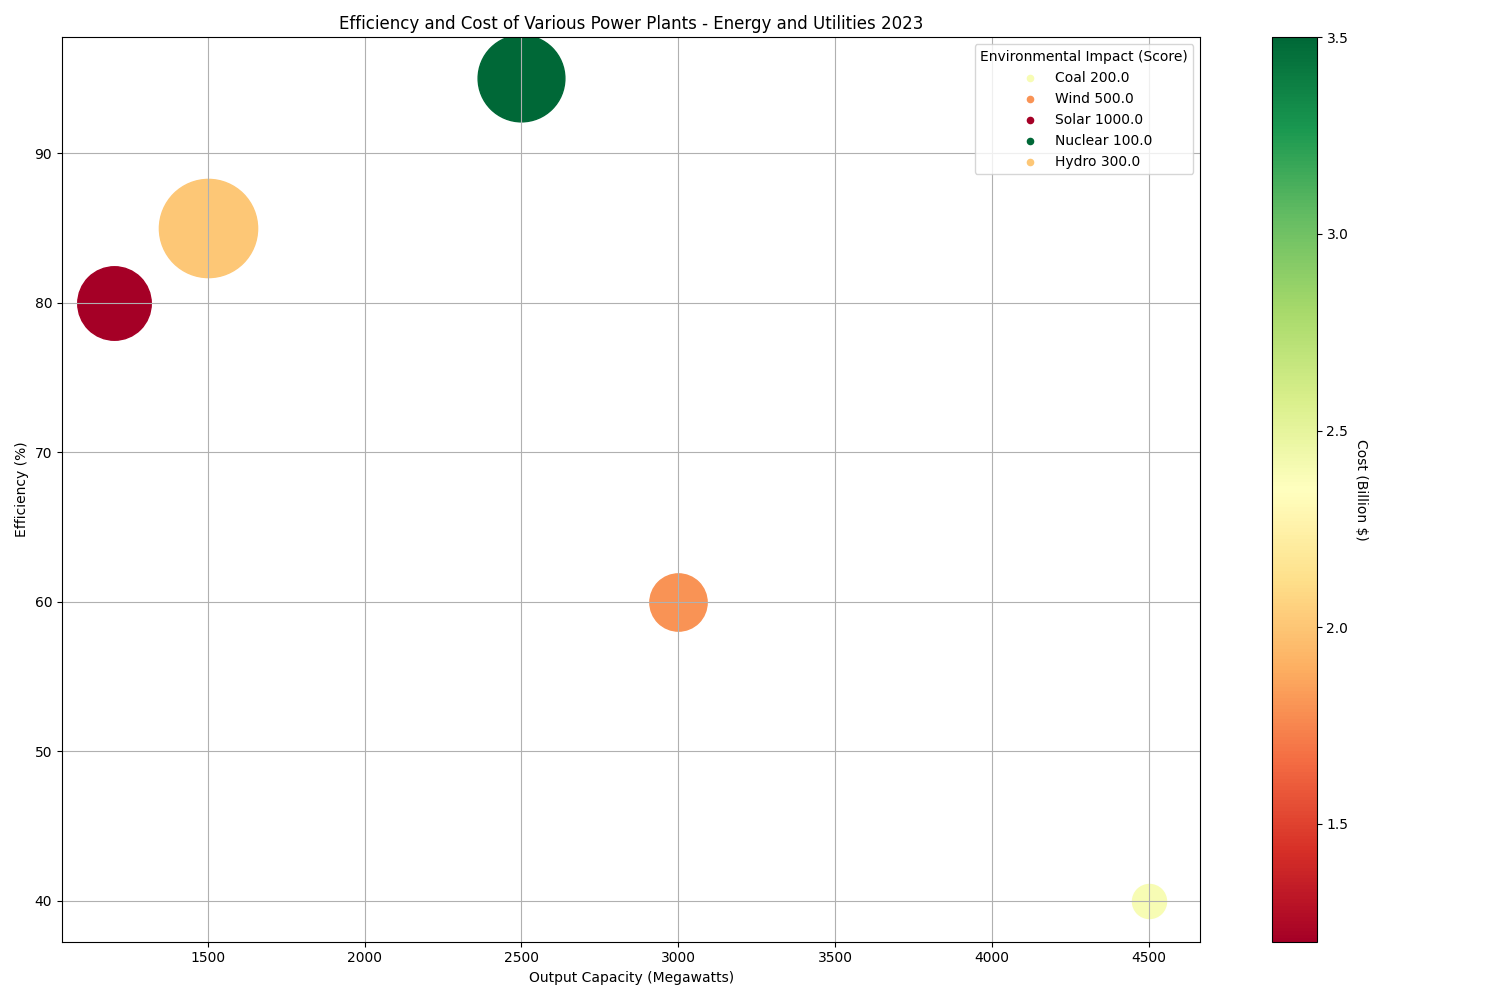 Efficiency and Cost of Various Power Plants - Energy and Utilities 2023
Environmental Impact (Score)
Coal 200.0
Wind 500.0
Solar 1000.0
Nuclear 100.0
Hydro 300.0
Efficiency (%)
90
80
70
60
50
40
1500
2000
2500
3000
3500
4000
4500
Output Capacity (Megawatts)
3.5
3.0
2.5
2.0
1.5
Cost (Billion $)